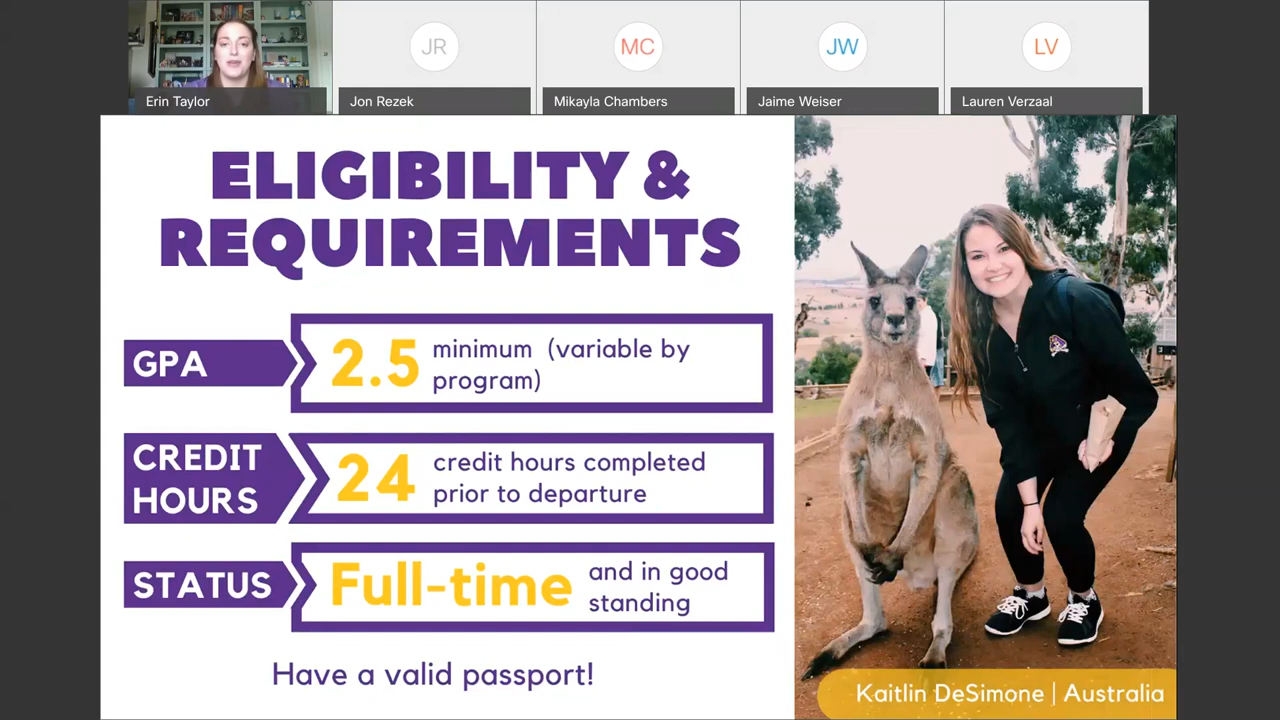 JR
MC
JW
LV
Erin Taylor
Jon Rezek
Mikayla Chambers
Jaime Weiser
Lauren Verzaal
ELIGIBILITY &
REQUIREMENTS
GPA
2.5 minimum (variable by
program)
CREDIT
HOURS
24 credit hours completed
prior to departure
STATUS
Full-time and in good
standing
Have a valid passport!
Kaitlin DeSimone | Australia